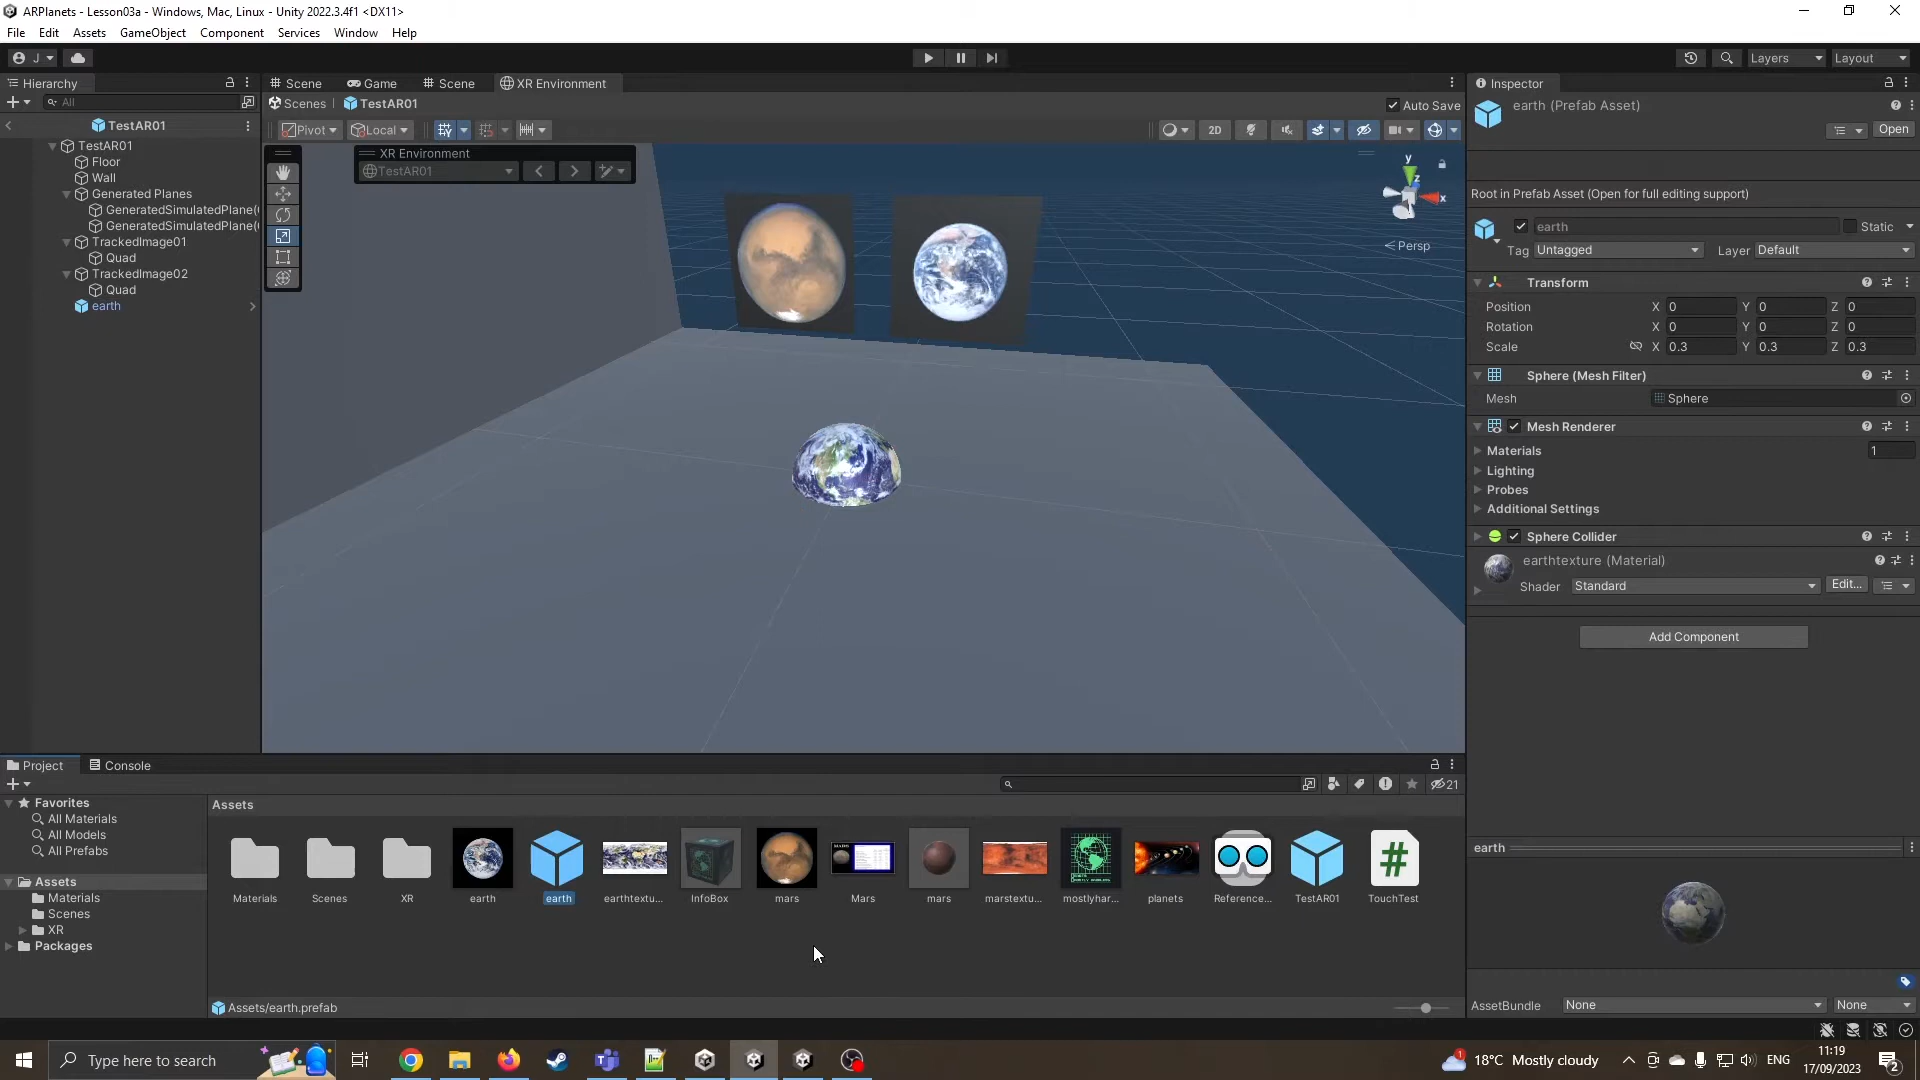 ARPlanets - Lesson03a - Windows, Mac, Linux - Unity 2022.3.4f1 <DX11>
File Edit Assets GameObject Component Services Window Help
J Layers Layout
Hierarchy
All
TestAR01
TestAR01
Floor
Wall
Generated Planes
GeneratedSimulatedPlane(
GeneratedSimulatedPlane(
TrackedImage01
Quad
TrackedImage02
Quad
earth
Scene Game Scene XR Environment
Scenes TestAR01 Auto Save
Pivot Local 2D
XR Environment
TestAR01
y
z
x
Persp
Inspector
earth (Prefab Asset)
Open
Root in Prefab Asset (Open for full editing support)
earth Static
Tag Untagged Layer Default
Transform
Position X 0 Y 0 Z 0
Rotation X 0 Y 0 Z 0
Scale X 0.3 Y 0.3 Z 0.3
Sphere (Mesh Filter)
Mesh Sphere
Mesh Renderer
Materials 1
Lighting
Probes
Additional Settings
Sphere Collider
earthtexture (Material)
Shader Standard Edit...
Add Component
earth
AssetBundle None None
Project Console
21
Favorites
All Materials
All Models
All Prefabs
Assets
Materials
Scenes
XR
Packages
Assets
Materials Scenes XR earth earth earthtextu... InfoBox mars Mars mars marstextu... mostlyhar... planets Reference... TestAR01 TouchTest
Assets/earth.prefab
Type here to search
1 18°C Mostly cloudy ENG
11:19
17/09/2023
2